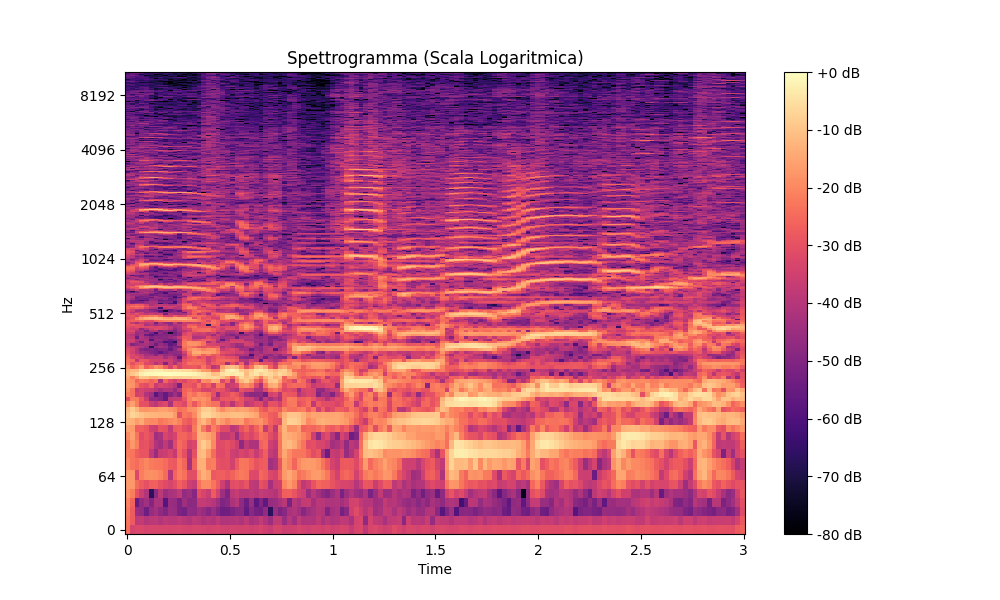 Spettrogramma (Scala Logaritmica)
Hz
8192
4096
2048
1024
512
256
128
64
0
0
0.5
1
1.5
2
2.5
3
Time
+0 dB
-10 dB
-20 dB
-30 dB
-40 dB
-50 dB
-60 dB
-70 dB
-80 dB